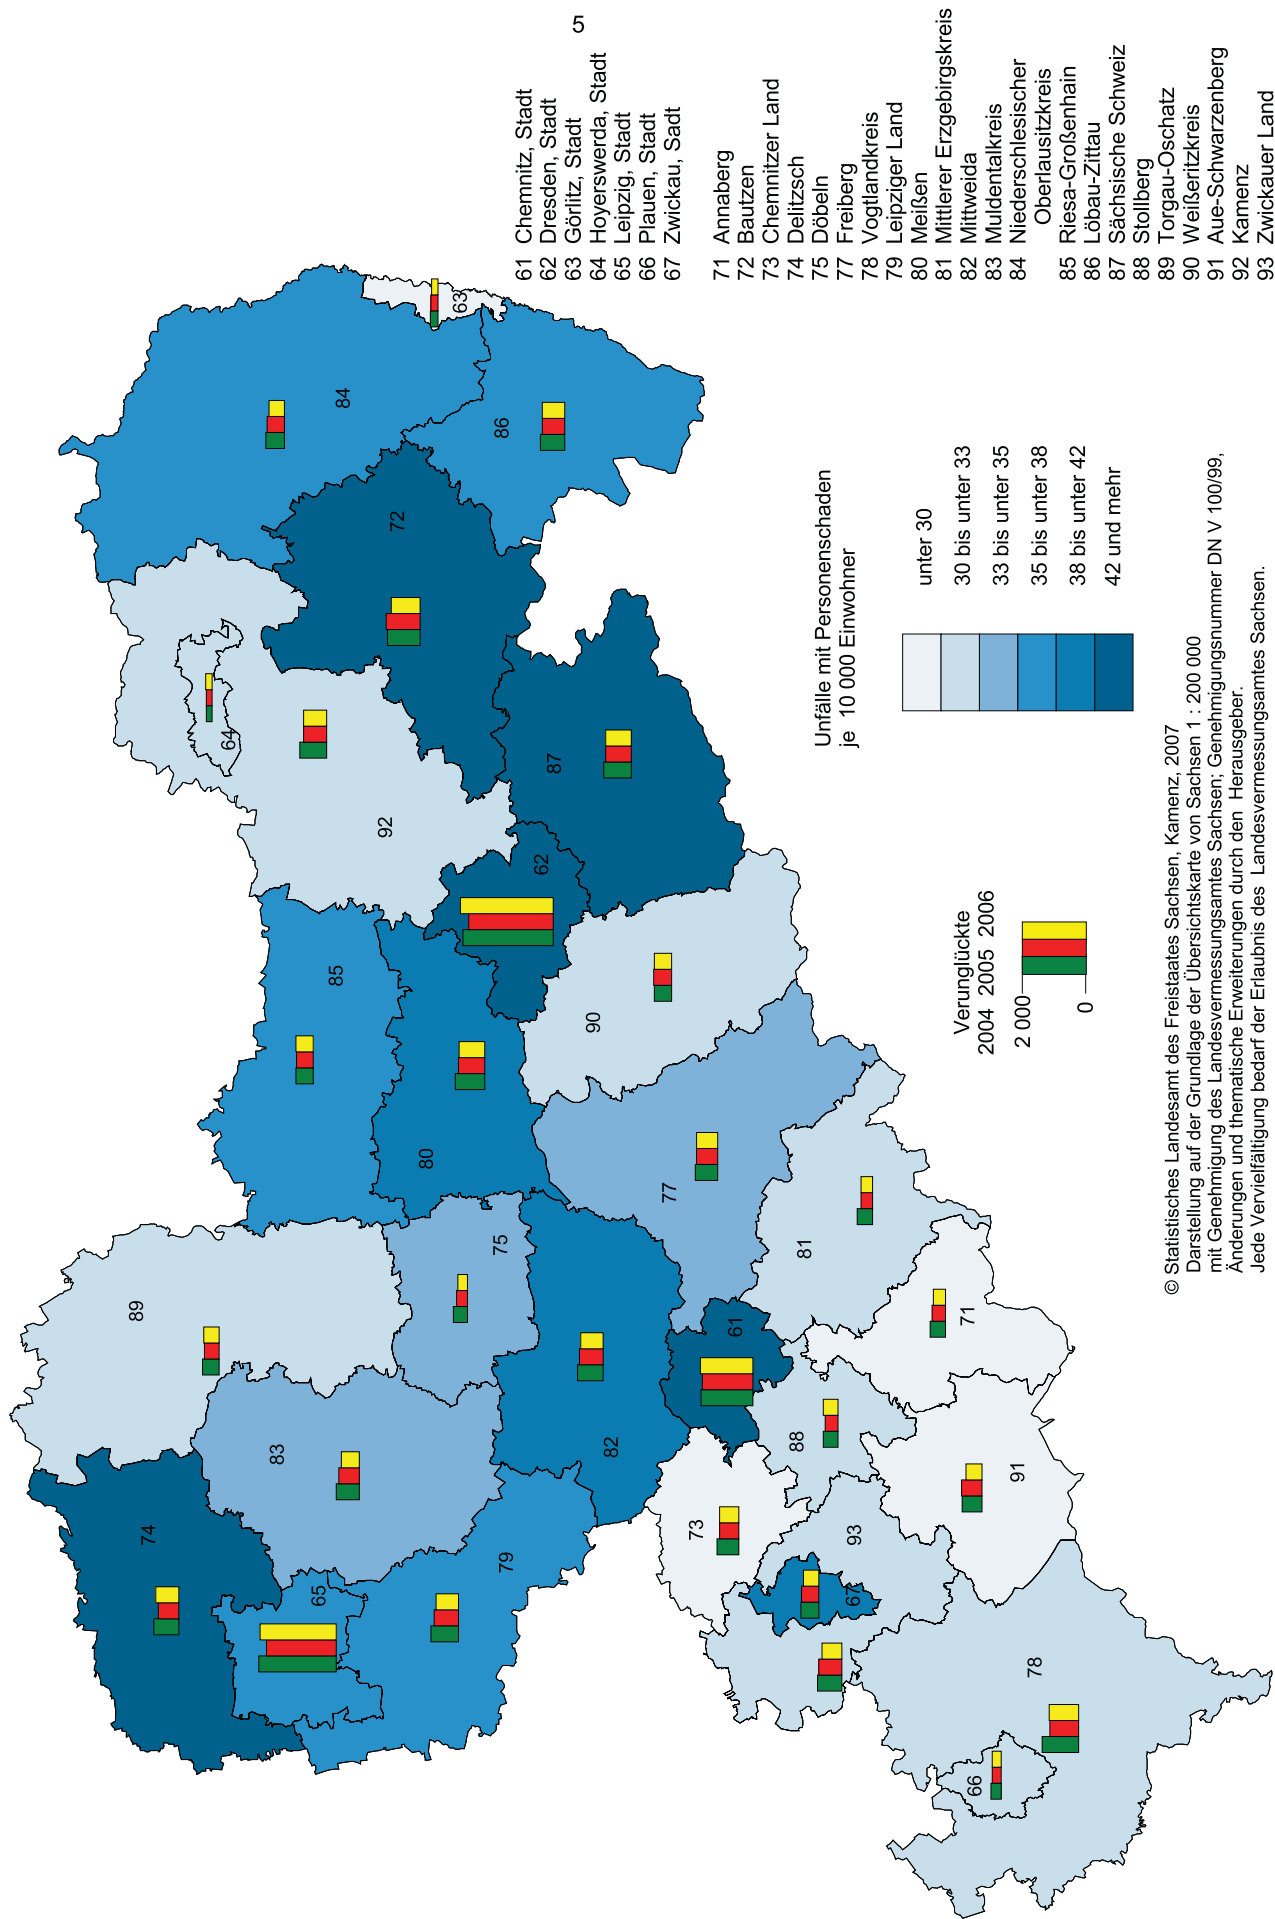 5
61 Chemnitz, Stadt
62 Dresden, Stadt
63 Görlitz, Stadt
64 Hoyerswerda, Stadt
65 Leipzig, Stadt
66 Plauen, Stadt
67 Zwickau, Sadt
71 Annaberg
72 Bautzen
73 Chemnitzer Land
74 Delitzsch
75 Döbeln
77 Freiberg
78 Vogtlandkreis
79 Leipziger Land
80 Meißen
81 Mittlerer Erzgebirgskreis
82 Mittweida
83 Muldentalkreis
84 Niederschlesischer
Oberlausitzkreis
85 Riesa-Großenhain
86 Löbau-Zittau
87 Sächsische Schweiz
88 Stollberg
89 Torgau-Oschatz
90 Weißeritzkreis
91 Aue-Schwarzenberg
92 Kamenz
93 Zwickauer Land
74
89
83
65
79
85
80
75
82
64
92
72
84
63
86
62
87
90
77
61
81
71
88
91
73
93
67
78
66
Unfälle mit Personenschaden
je 10 000 Einwohner
unter 30
30 bis unter 33
33 bis unter 35
35 bis unter 38
38 bis unter 42
42 und mehr
Verunglückte
2004 2005 2006
2 000
0
© Statistisches Landesamt des Freistaates Sachsen, Kamenz, 2007
Darstellung auf der Grundlage der Übersichtskarte von Sachsen 1 : 200 000
mit Genehmigung des Landesvermessungsamtes Sachsen; Genehmigungsnummer DN V 100/99,
Änderungen und thematische Erweiterungen durch den Herausgeber.
Jede Vervielfältigung bedarf der Erlaubnis des Landesvermessungsamtes Sachsen.